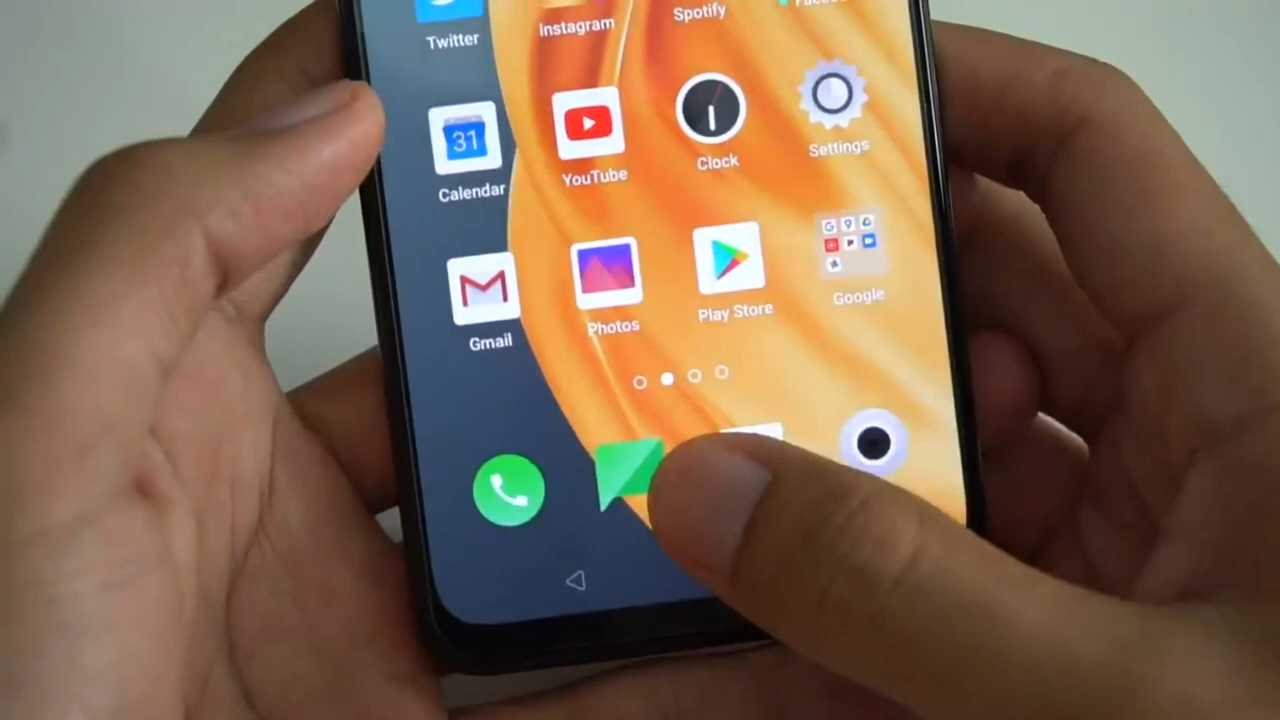 Twitter
Instagram
Spotify
Calendar
31
YouTube
Clock
Settings
Gmail
Photos
Play Store
Google